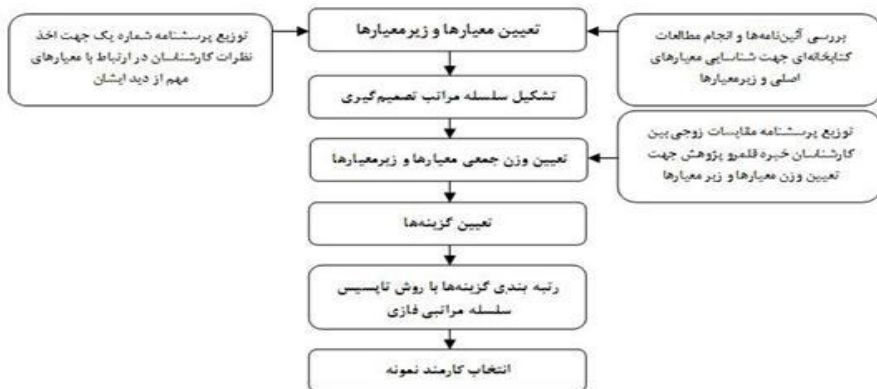 توزیع پرسشنامه شماره یک جهت اخذ
نظرات کارشناسان در ارتباط با معیارهای
مهم از دید ایشان
تعیین معیارها و زیرمعیارها
بررسی آئین‌نامه‌ها و انجام مطالعات
کتابخانه‌ای جهت شناسایی معیارهای
اصلی و زیرمعیارها
تشکیل سلسله مراتب تصمیم‌گیری
تعیین وزن جمعی معیارها و زیرمعیارها
توزیع پرسشنامه مقایسات زوجی بین
کارشناسان خبره قلمرو پژوهش جهت
تعیین وزن معیارها و زیر معیارها
تعیین گزینه‌ها
رتبه بندی گزینه‌ها با روش تاپسیس
سلسله مراتبی فازی
انتخاب کارمند نمونه